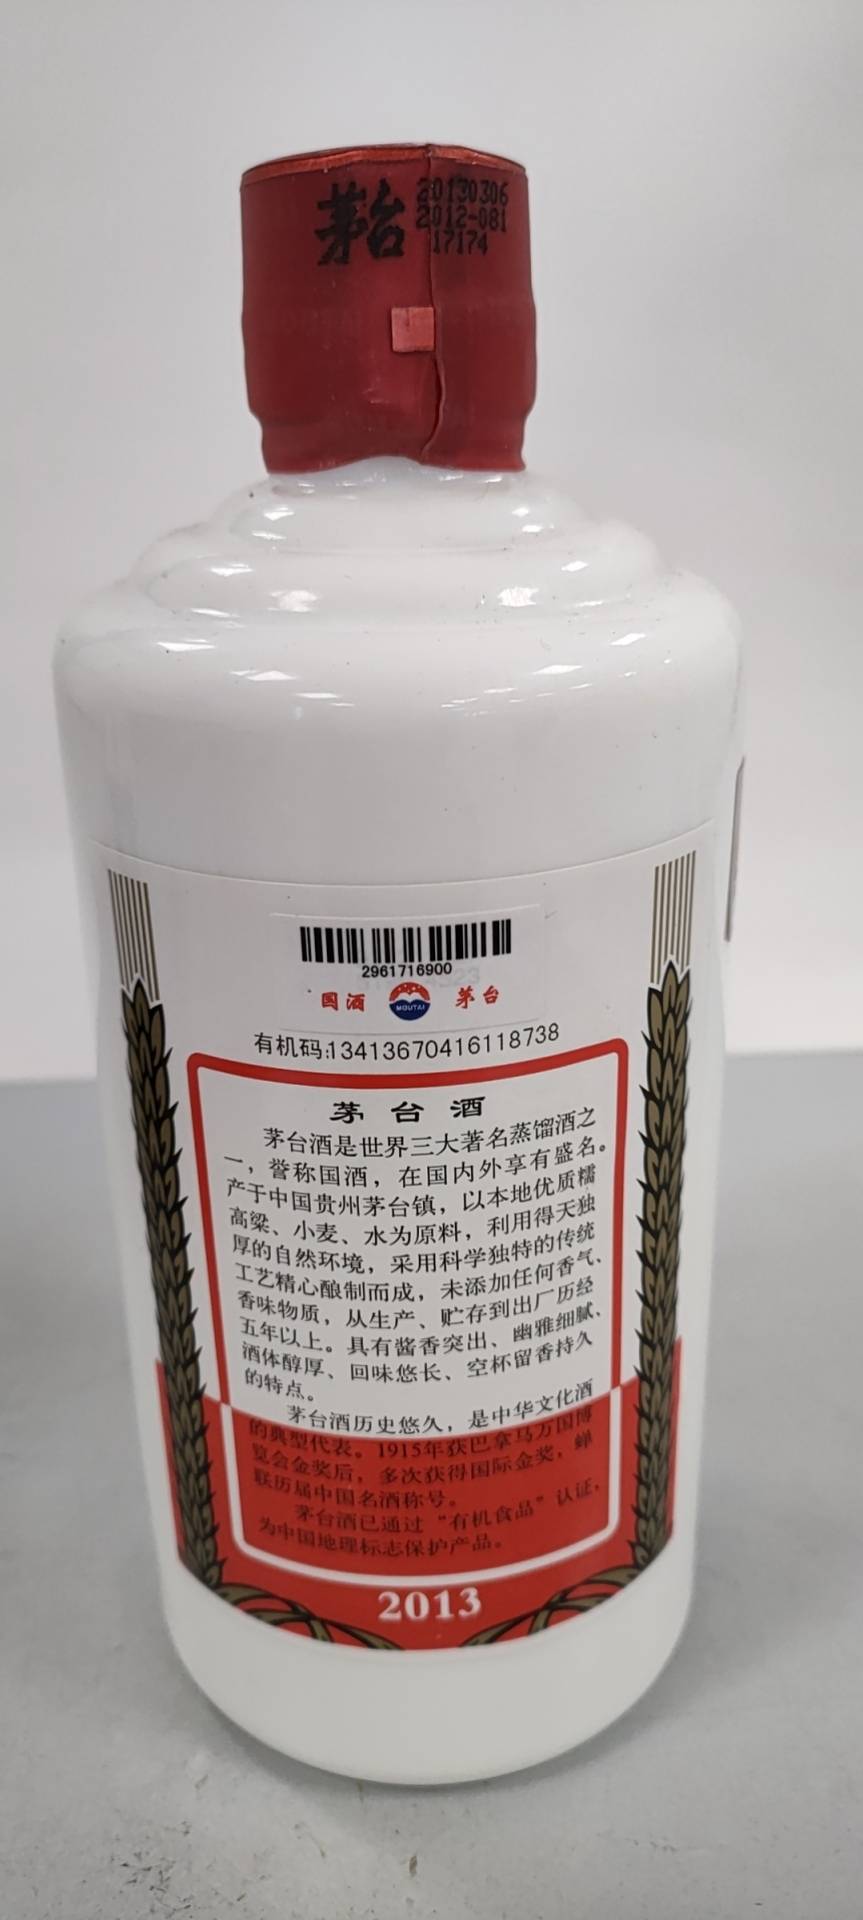 茅台
20130306
2012-081
17174
2961716900
国酒 MOUTAI 茅台
有机码:13413670416118738
茅台酒
茅台酒是世界三大著名蒸馏酒之
一，誉称国酒，在国内外享有盛名。
产于中国贵州茅台镇，以本地优质糯
高粱、小麦、水为原料，利用得天独
厚的自然环境，采用科学独特的传统
工艺精心酿制而成，未添加任何香气、
香味物质，从生产、贮存到出厂历经
五年以上。具有酱香突出、幽雅细腻、
酒体醇厚、回味悠长、空杯留香持久
的特点。
茅台酒历史悠久，是中华文化酒
的典型代表。1915年获巴拿马万国博
览会金奖后，多次获得国际金奖，蝉
联历届中国名酒称号。
茅台酒已通过“有机食品”认证，
为中国地理标志保护产品。
2013